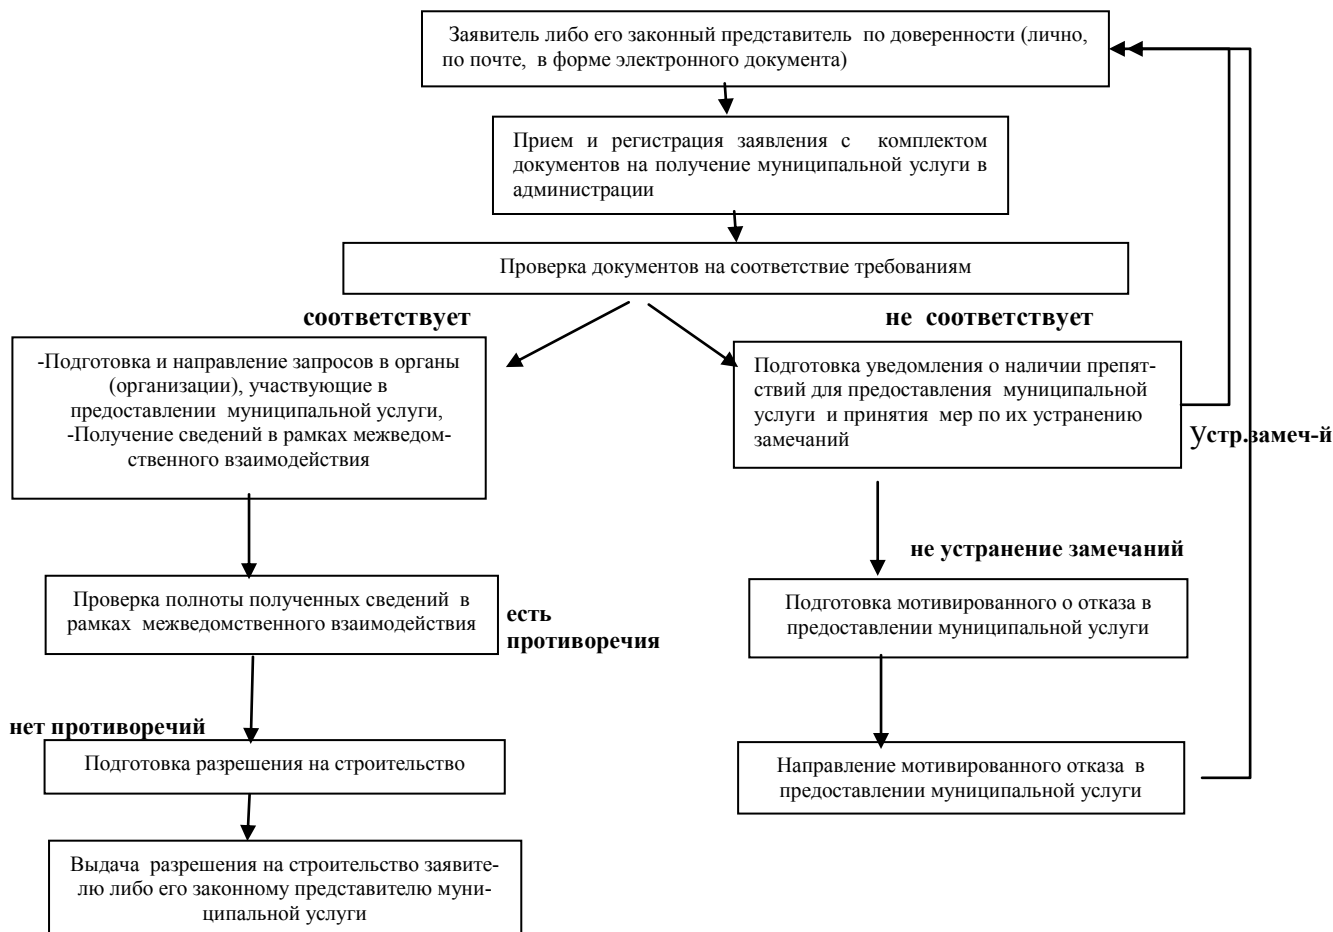 Заявитель либо его законный представитель по доверенности (лично,
по почте, в форме электронного документа)
Прием и регистрация заявления с комплектом
документов на получение муниципальной услуги в
администрации
Проверка документов на соответствие требованиям
соответствует
не соответствует
-Подготовка и направление запросов в органы
(организации), участвующие в
предоставлении муниципальной услуги,
-Получение сведений в рамках межведом-
ственного взаимодействия
Подготовка уведомления о наличии препят-
ствий для предоставления муниципальной
услуги и принятия мер по их устранению
замечаний
Устр.замеч-й
не устранение замечаний
Проверка полноты полученных сведений в
рамках межведомственного взаимодействия
есть
противоречия
Подготовка мотивированного о отказа в
предоставлении муниципальной услуги
нет противоречий
Подготовка разрешения на строительство
Направление мотивированного отказа в
предоставлении муниципальной услуги
Выдача разрешения на строительство заявите-
лю либо его законному представителю муни-
ципальной услуги